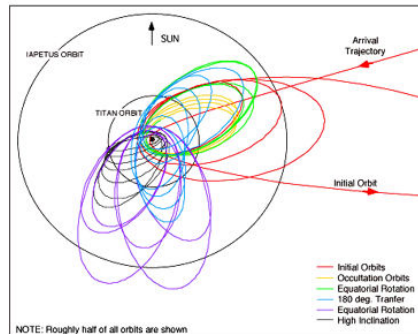 IAPETUS ORBIT
SUN
Arrival
Trajectory
TITAN ORBIT
Initial Orbit
Initial Orbits
Occultation Orbits
Equatorial Rotation
180 deg. Tranfer
Equatorial Rotation
High Inclination
NOTE: Roughly half of all orbits are shown